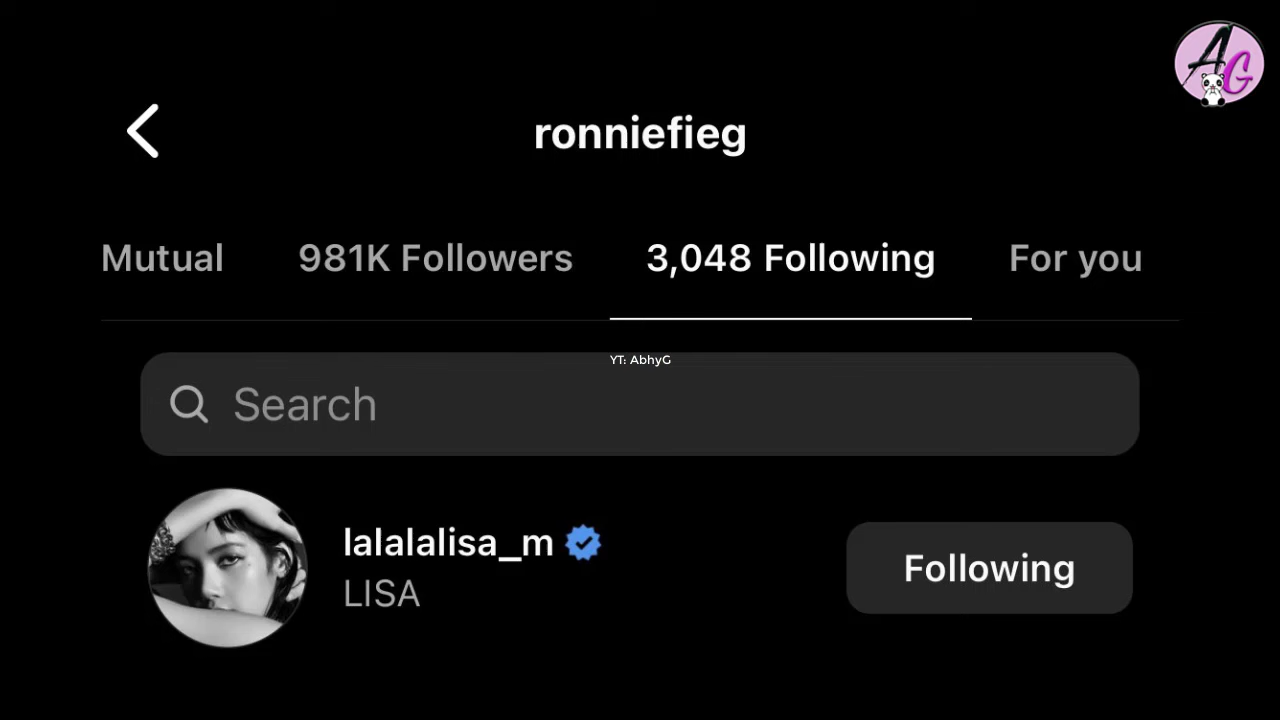 AG
ronniefieg
Mutual 981K Followers 3,048 Following For you
YT: AbhyG
Search
lalalalisa_m
LISA
Following